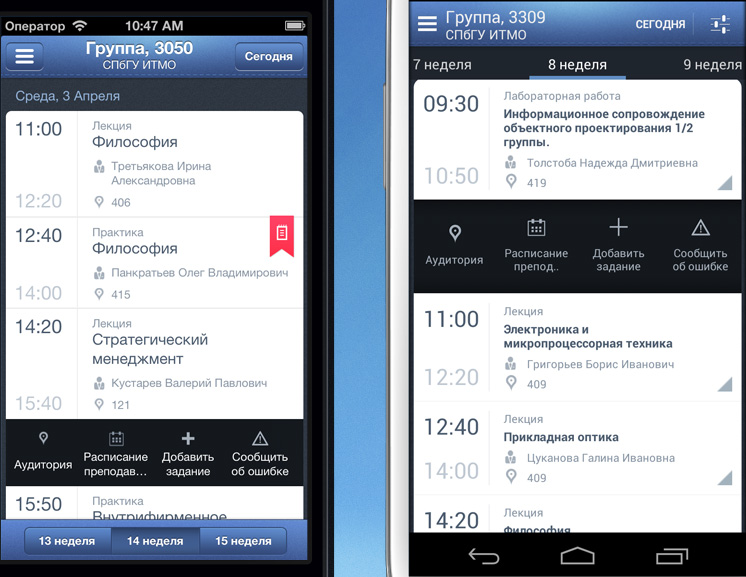 Оператор 10:47 AM
Группа, 3050
СПбГУ ИТМО
Сегодня
Среда, 3 Апреля
11:00
12:20
Лекция
Философия
Третьякова Ирина
Александровна
406
12:40
14:00
Практика
Философия
Панкратьев Олег Владимирович
415
14:20
15:40
Лекция
Стратегический
менеджмент
Кустарев Валерий Павлович
121
Аудитория
Расписание
преподав...
Добавить
задание
Сообщить
об ошибке
15:50
Практика
Внутрифирменное
13 неделя 14 неделя 15 неделя
Группа, 3309
СПбГУ ИТМО
СЕГОДНЯ
7 неделя 8 неделя 9 неделя
09:30
10:50
Лабораторная работа
Информационное сопровождение
объектного проектирования 1/2
группы.
Толстоба Надежда Дмитриевна
419
Аудитория
Расписание
препод..
Добавить
задание
Сообщить
об ошибке
11:00
12:20
Лекция
Электроника и
микропроцессорная техника
Григорьев Борис Иванович
409
12:40
14:00
Лекция
Прикладная оптика
Цуканова Галина Ивановна
409
14:20
Лекция
Философия